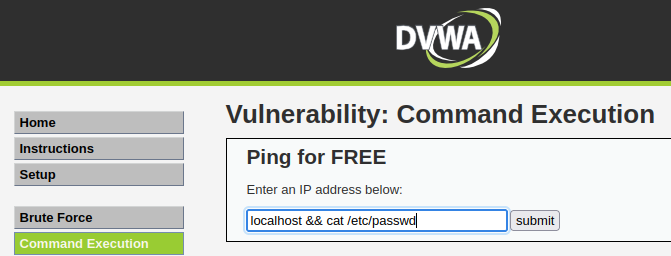 DVWA
Home
Instructions
Setup
Brute Force
Command Execution
Vulnerability: Command Execution
Ping for FREE
Enter an IP address below:
localhost && cat /etc/passwd
submit